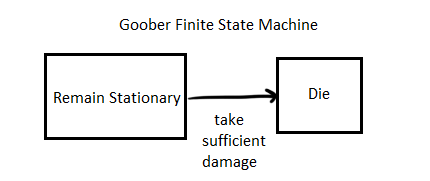 Goober Finite State Machine
Remain Stationary
Die
take
sufficient
damage